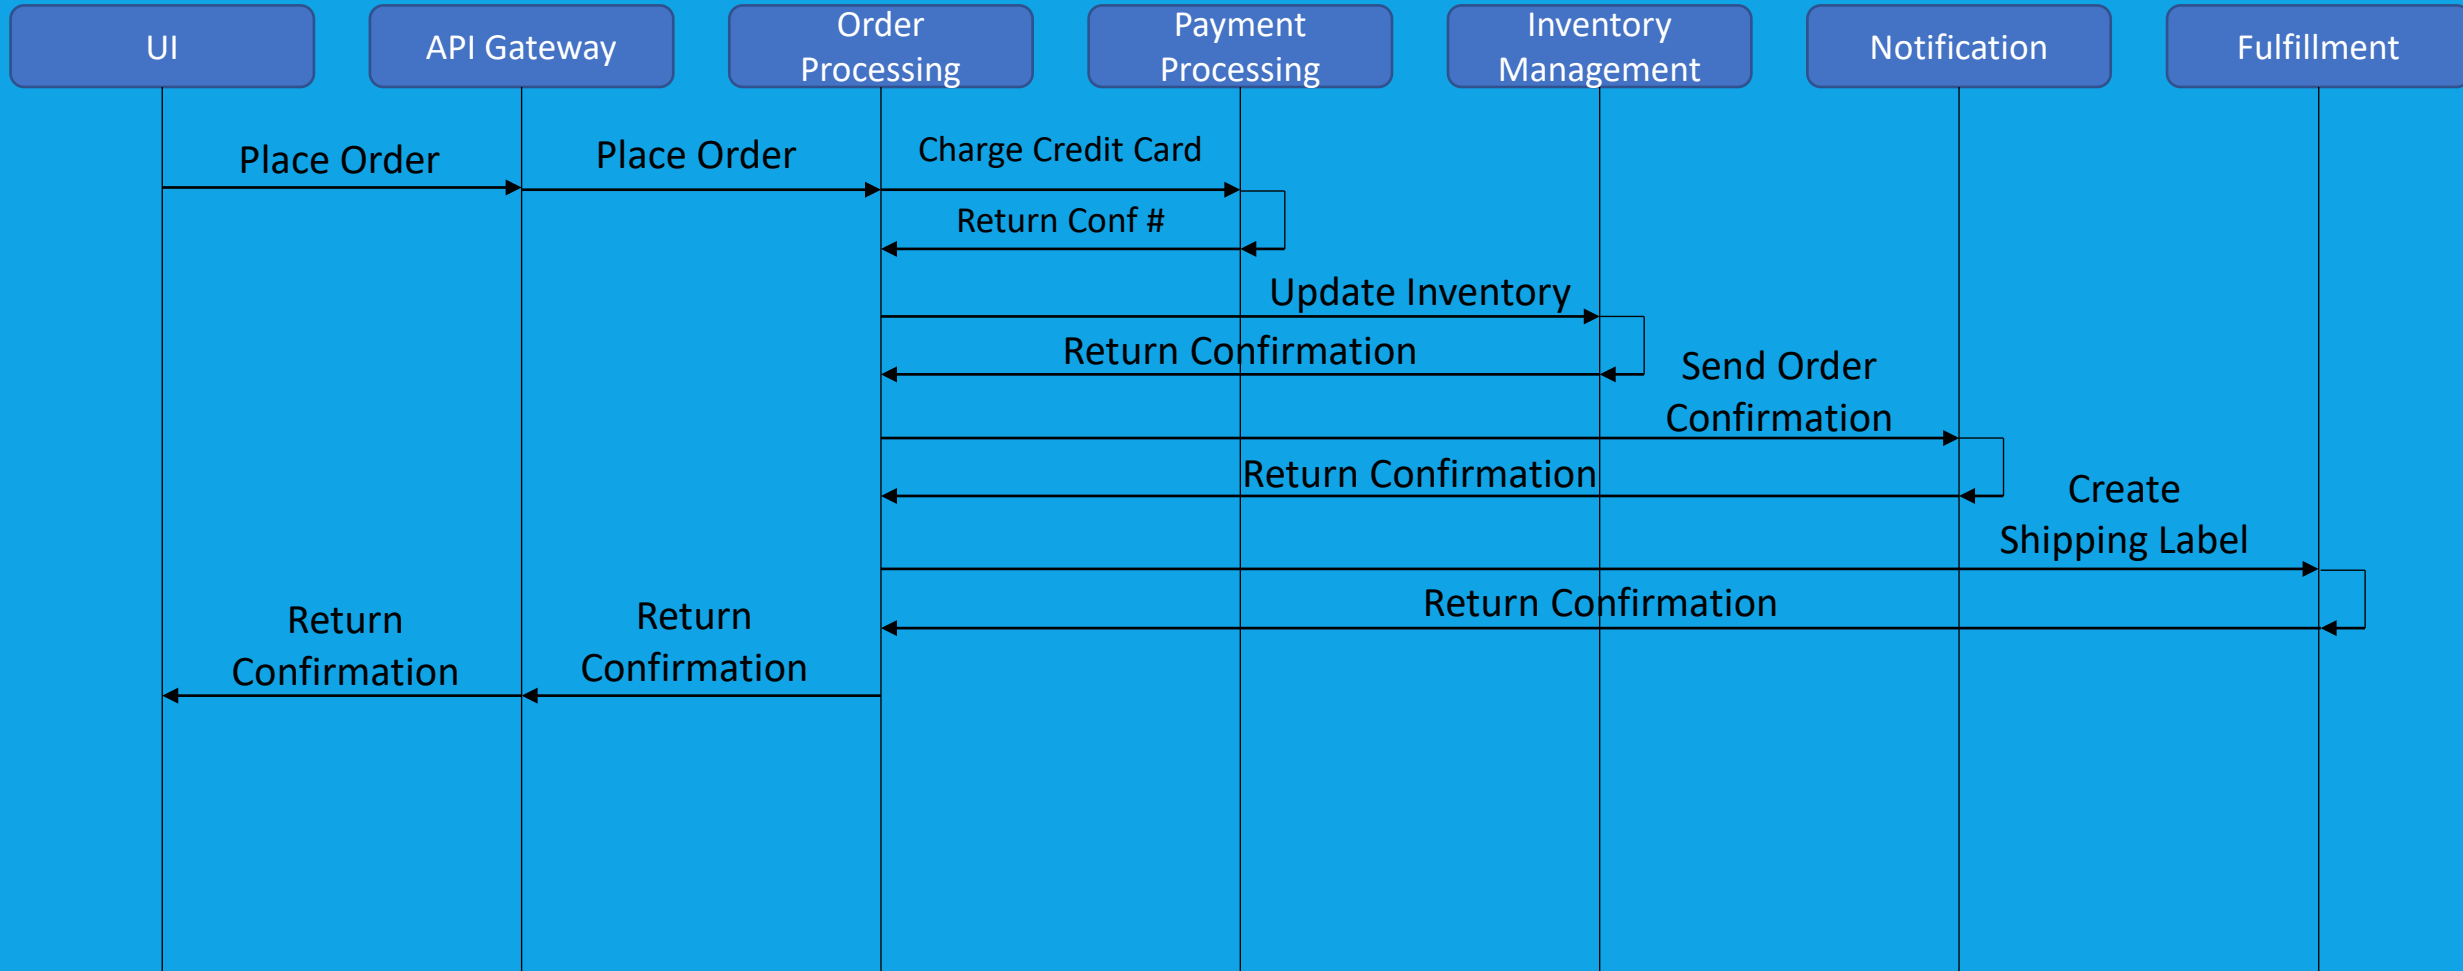 UI
API Gateway
Order
Processing
Payment
Processing
Inventory
Management
Notification
Fulfillment
Place Order
Place Order
Charge Credit Card
Return Conf #
Update Inventory
Return Confirmation
Send Order
Confirmation
Return Confirmation
Create
Shipping Label
Return Confirmation
Return
Confirmation
Return
Confirmation